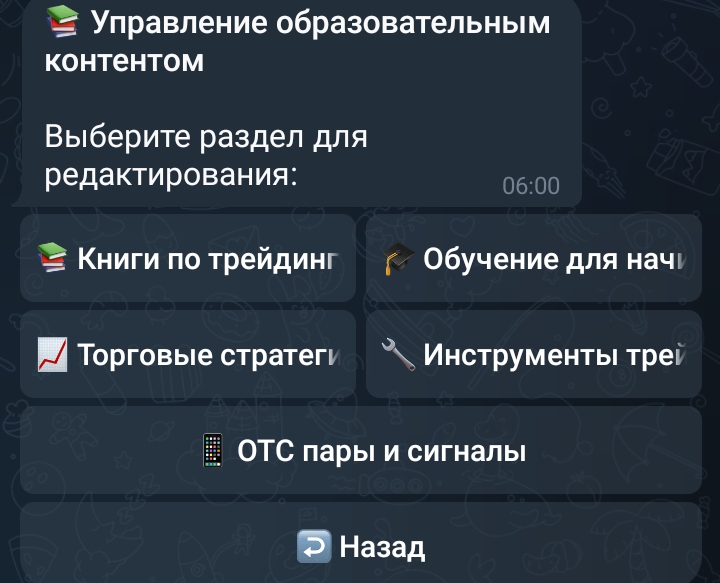 📚 Управление образовательным
контентом
Выберите раздел для
редактирования:
06:00
📚 Книги по трейдинг
🎓 Обучение для начи
📈 Торговые стратеги
🔧 Инструменты трей
📱 ОТС пары и сигналы
↩️ Назад